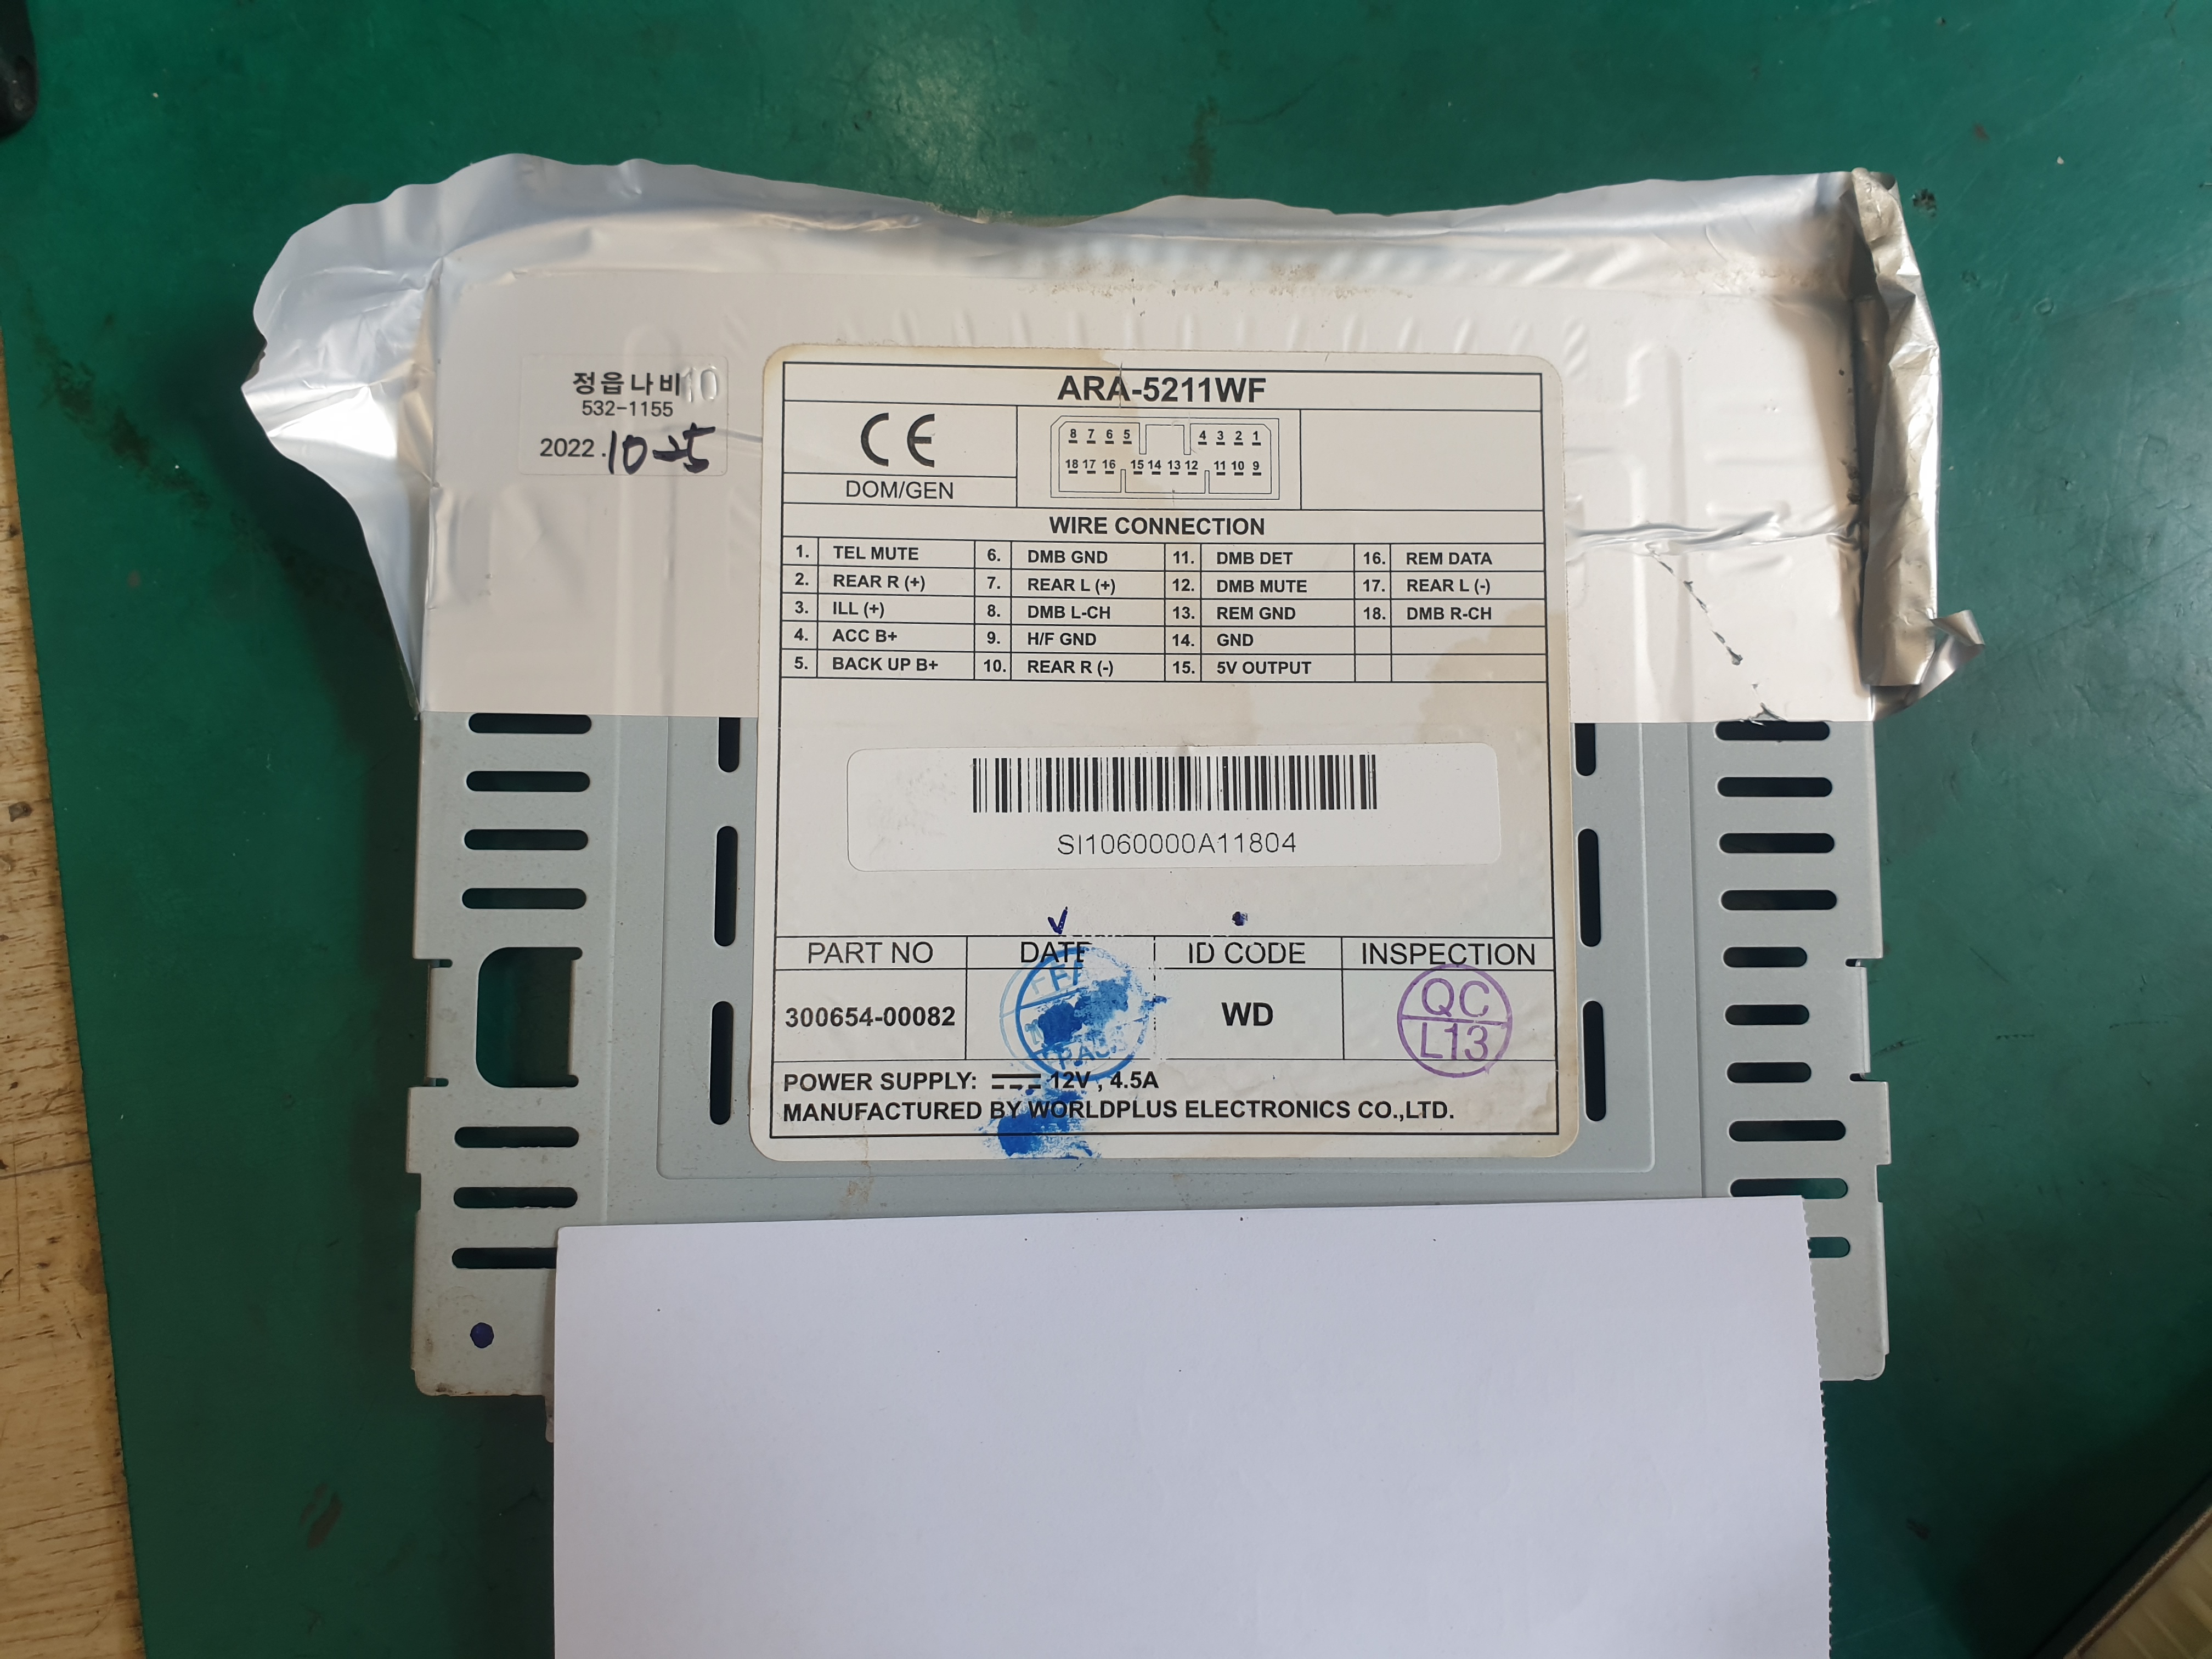 정읍나비 10
532-1155
2022.10-25
ARA-5211WF
CE
DOM/GEN
8 7 6 5 4 3 2 1
18 17 16 15 14 13 12 11 10 9
WIRE CONNECTION
1. TEL MUTE 6. DMB GND 11. DMB DET 16. REM DATA
2. REAR R (+) 7. REAR L (+) 12. DMB MUTE 17. REAR L (-)
3. ILL (+) 8. DMB L-CH 13. REM GND 18. DMB R-CH
4. ACC B+ 9. H/F GND 14. GND
5. BACK UP B+ 10. REAR R (-) 15. 5V OUTPUT
SI1060000A11804
PART NO DATE ID CODE INSPECTION
300654-00082 WD QC
L13
POWER SUPPLY: 12V, 4.5A
MANUFACTURED BY WORLDPLUS ELECTRONICS CO.,LTD.